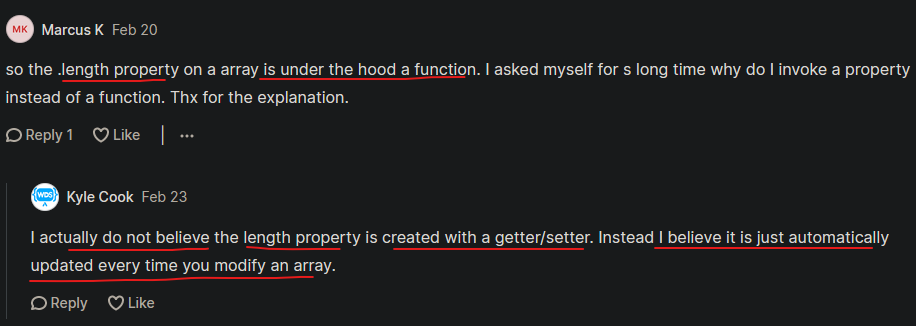 MK Marcus K Feb 20
so the .length property on a array is under the hood a function. I asked myself for s long time why do I invoke a property
instead of a function. Thx for the explanation.
Reply 1 Like
WDS Kyle Cook Feb 23
I actually do not believe the length property is created with a getter/setter. Instead I believe it is just automatically
updated every time you modify an array.
Reply Like